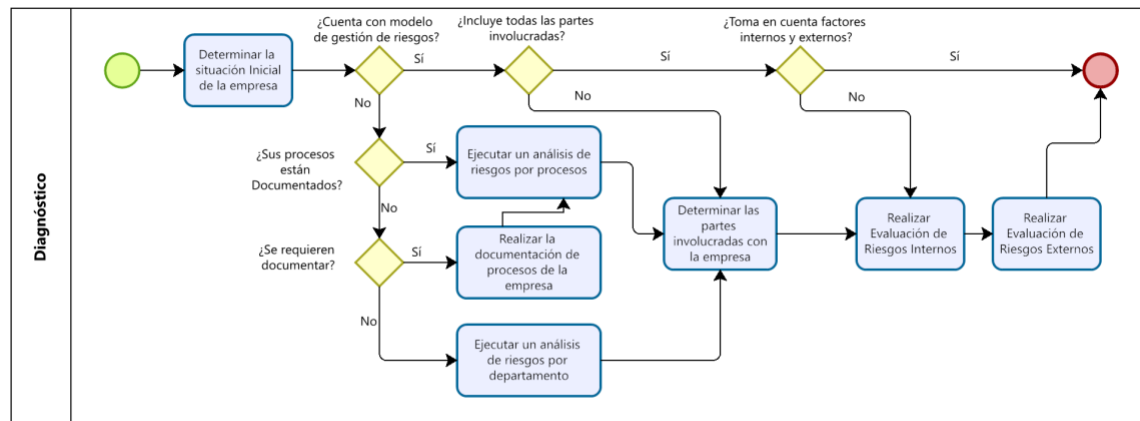 Diagnóstico
¿Cuenta con modelo
de gestión de riesgos?
¿Incluye todas las partes
involucradas?
¿Toma en cuenta factores
internos y externos?
Determinar la
situación Inicial
de la empresa
Sí
Sí
Sí
No
No
No
¿Sus procesos
están
Documentados?
Sí
Ejecutar un análisis de
riesgos por procesos
No
¿Se requieren
documentar?
Sí
Realizar la
documentación de
procesos de la
empresa
Determinar las
partes
involucradas con
la empresa
Realizar
Evaluación de
Riesgos Internos
Realizar
Evaluación de
Riesgos Externos
No
Ejecutar un análisis
de riesgos por
departamento